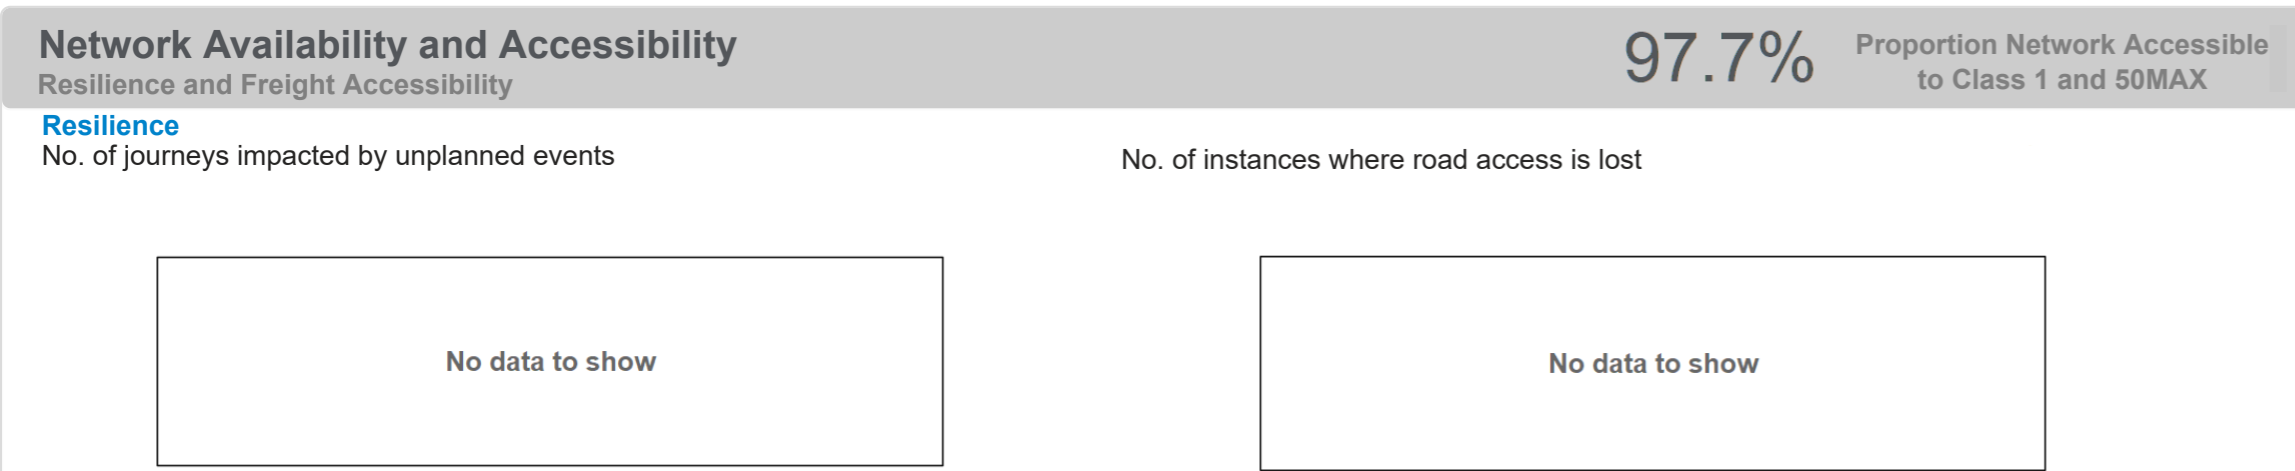 Network Availability and Accessibility
Resilience and Freight Accessibility
97.7%
Proportion Network Accessible
to Class 1 and 50MAX
Resilience
No. of journeys impacted by unplanned events
No. of instances where road access is lost
No data to show
No data to show